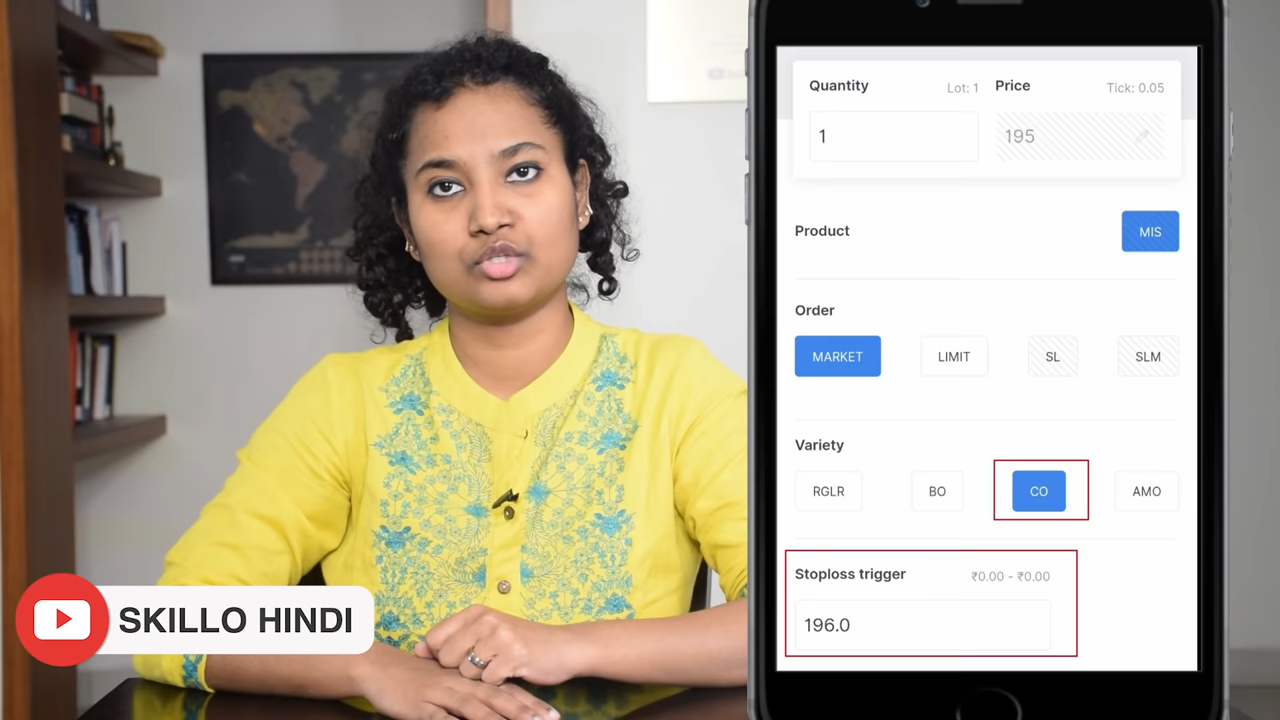 Quantity
Lot: 1
Price
Tick: 0.05
1
195
Product
MIS
Order
MARKET
LIMIT
SL
SLM
Variety
RGLR
BO
CO
AMO
Stoploss trigger
₹0.00 - ₹0.00
196.0
SKILLO HINDI